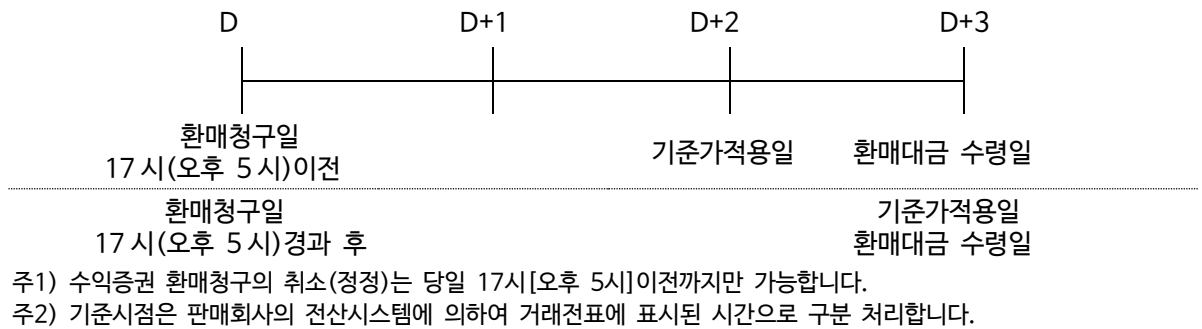 D D+1 D+2 D+3
환매청구일
17시(오후 5시)이전 기준가적용일 환매대금 수령일
환매청구일 기준가적용일
17시(오후 5시)경과 후 환매대금 수령일
주1) 수익증권 환매청구의 취소(정정)는 당일 17시[오후 5시]이전까지만 가능합니다.
주2) 기준시점은 판매회사의 전산시스템에 의하여 거래전표에 표시된 시간으로 구분 처리합니다.